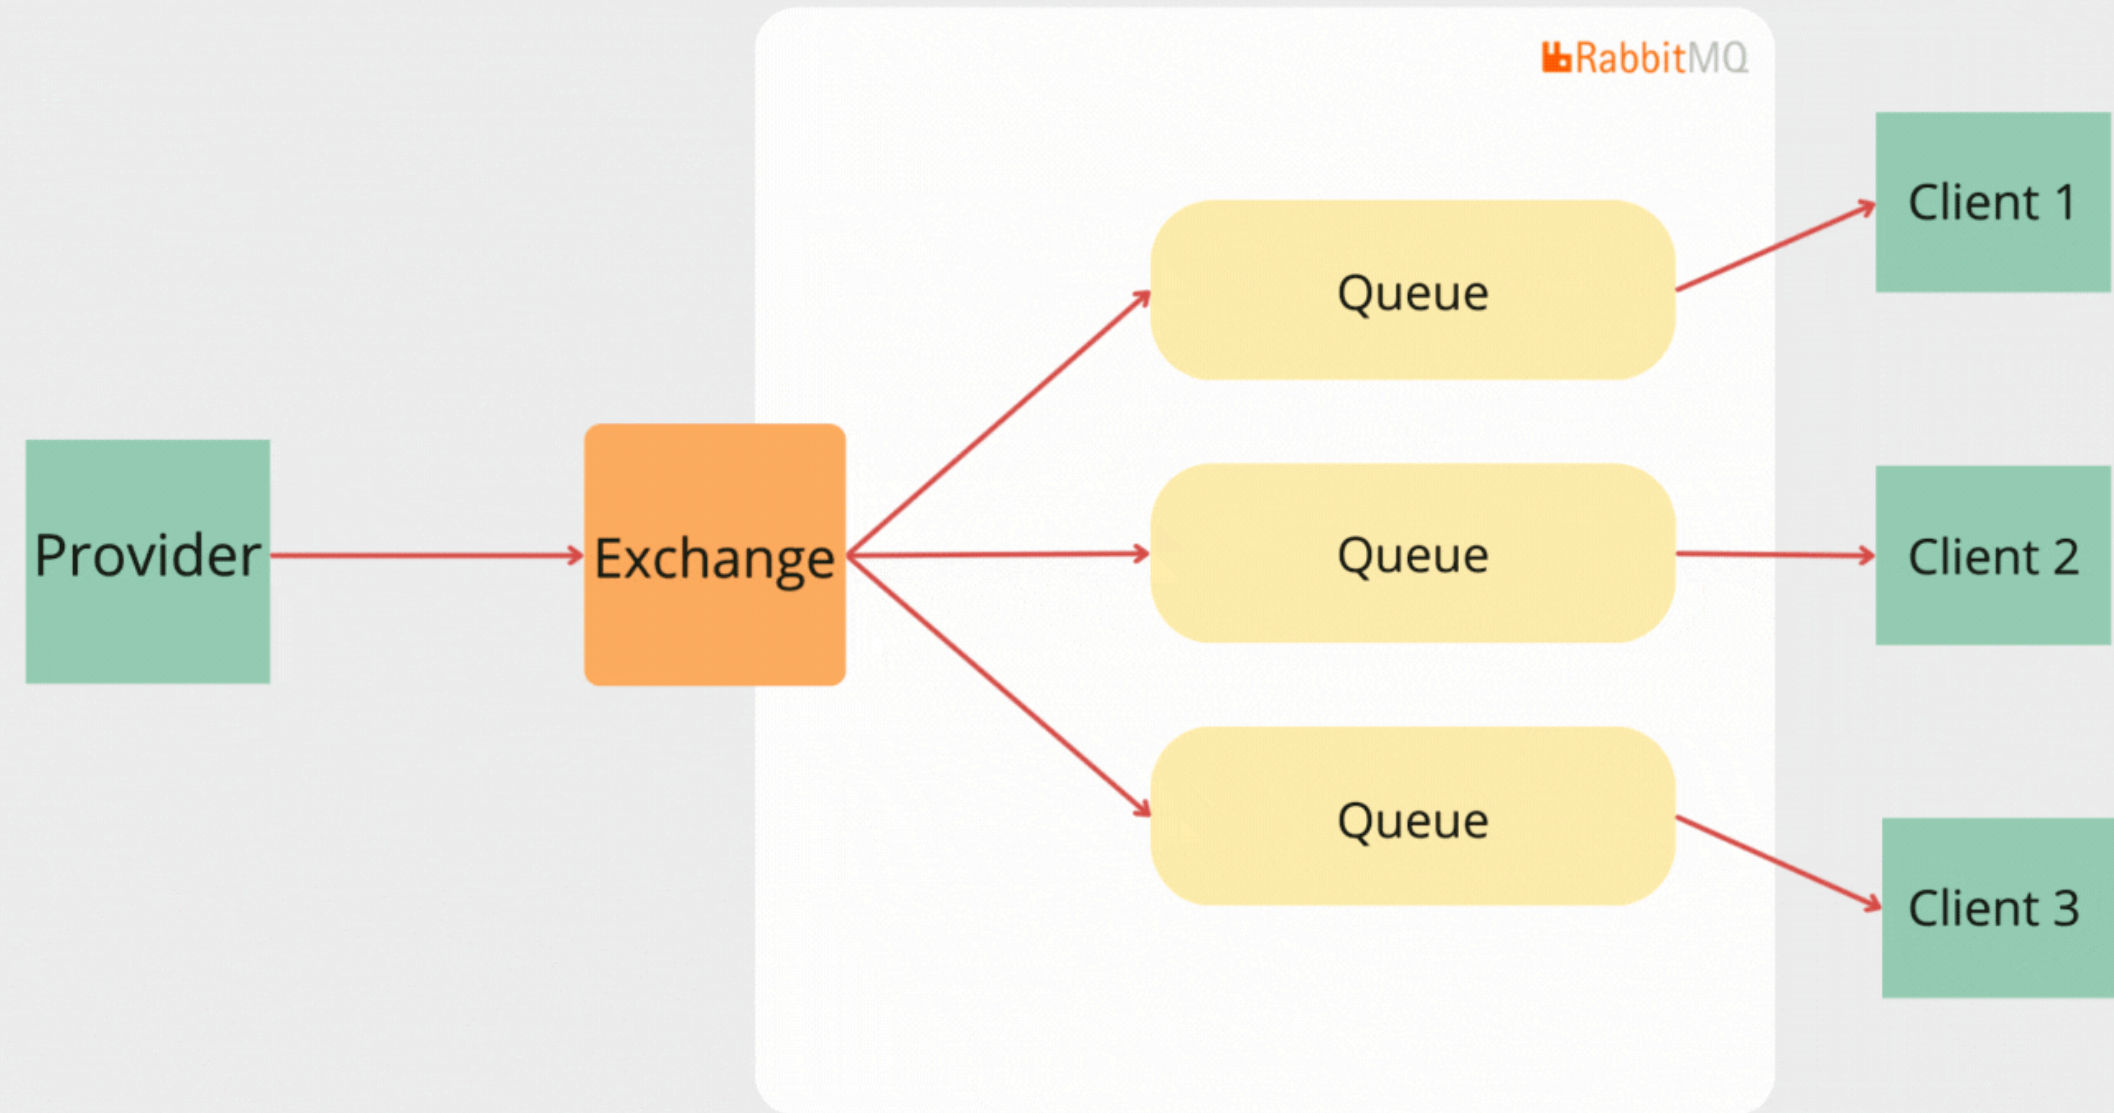 RabbitMQ
Client 1
Queue
Provider
Exchange
Queue
Client 2
Queue
Client 3